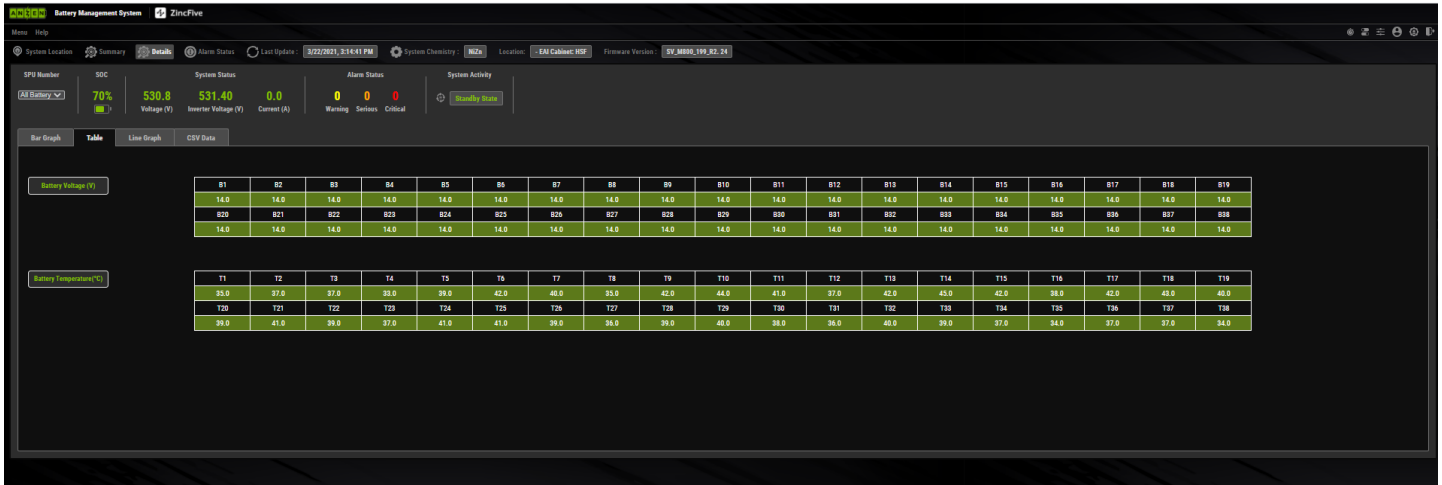 ANZEN Battery Management System ZincFive
Menu Help
System Location Summary Details Alarm Status Last Update : 3/22/2021, 3:14:41 PM System Chemistry : NiZn Location: - EAI Cabinet: HSF Firmware Version : SV_M800_199_R2. 24
SPU Number SOC System Status Alarm Status System Activity
All Battery 70% 530.8 531.40 0.0 0 0 0 Standby State
Voltage (V) Inverter Voltage (V) Current (A) Warning Serious Critical
Bar Graph Table Line Graph CSV Data
Battery Voltage (V) B1 B2 B3 B4 B5 B6 B7 B8 B9 B10 B11 B12 B13 B14 B15 B16 B17 B18 B19
14.0 14.0 14.0 14.0 14.0 14.0 14.0 14.0 14.0 14.0 14.0 14.0 14.0 14.0 14.0 14.0 14.0 14.0 14.0
B20 B21 B22 B23 B24 B25 B26 B27 B28 B29 B30 B31 B32 B33 B34 B35 B36 B37 B38
14.0 14.0 14.0 14.0 14.0 14.0 14.0 14.0 14.0 14.0 14.0 14.0 14.0 14.0 14.0 14.0 14.0 14.0 14.0
Battery Temperature(°C) T1 T2 T3 T4 T5 T6 T7 T8 T9 T10 T11 T12 T13 T14 T15 T16 T17 T18 T19
35.0 37.0 37.0 33.0 39.0 42.0 40.0 35.0 42.0 44.0 41.0 37.0 42.0 45.0 42.0 38.0 42.0 43.0 40.0
T20 T21 T22 T23 T24 T25 T26 T27 T28 T29 T30 T31 T32 T33 T34 T35 T36 T37 T38
39.0 41.0 39.0 37.0 41.0 41.0 39.0 36.0 39.0 40.0 38.0 36.0 40.0 39.0 37.0 34.0 37.0 37.0 34.0